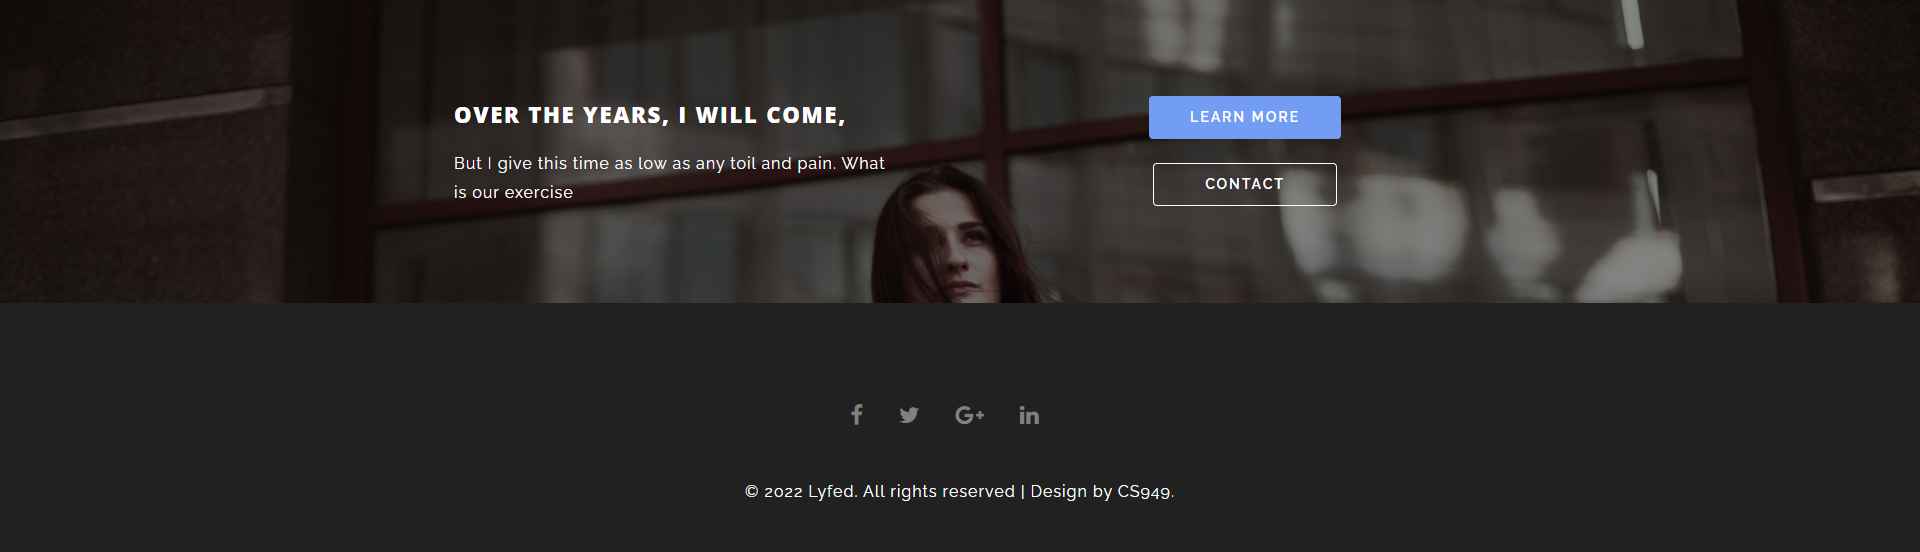 OVER THE YEARS, I WILL COME,
But I give this time as low as any toil and pain. What
is our exercise
LEARN MORE
CONTACT
© 2022 Lyfed. All rights reserved | Design by CS949.